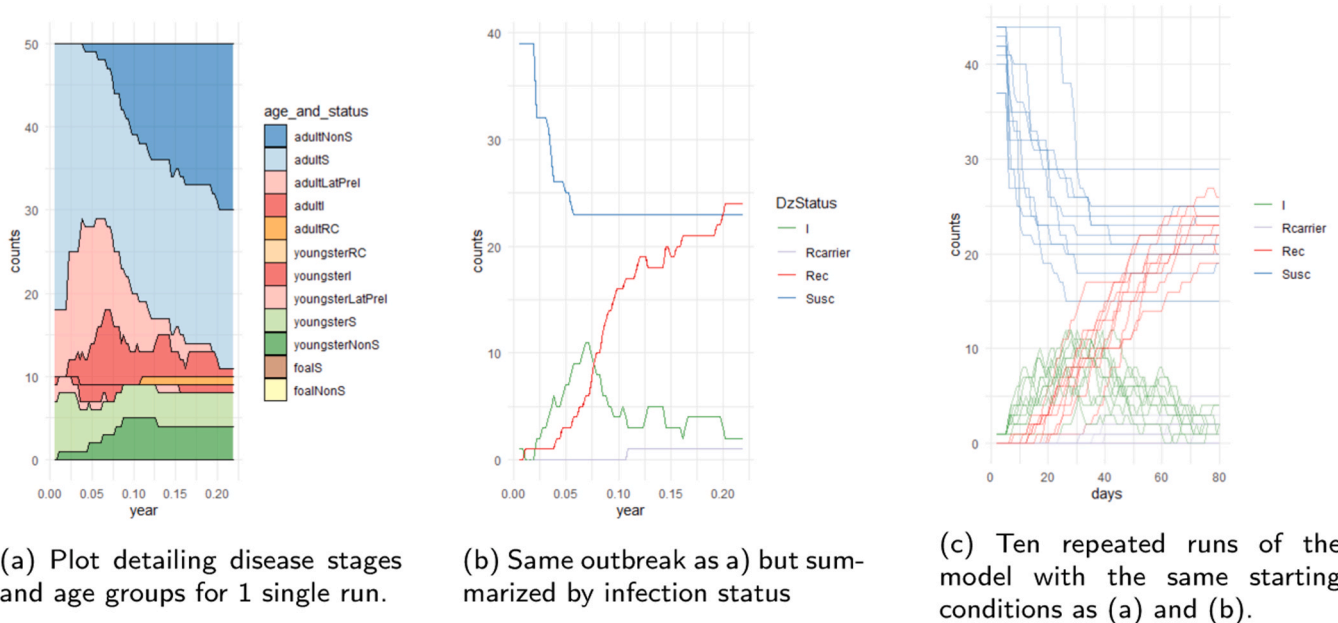 50
40
30
20
10
0
counts
0.00 0.05 0.10 0.15 0.20
year
age_and_status
adultNonS
adultS
adultLatPreI
adultI
adultRC
youngsterRC
youngsterI
youngsterLatPreI
youngsterS
youngsterNonS
foalS
foalNonS
(a) Plot detailing disease stages
and age groups for 1 single run.
40
30
20
10
0
counts
0.00 0.05 0.10 0.15 0.20
year
DzStatus
I
Rcarrier
Rec
Susc
(b) Same outbreak as a) but sum-
marized by infection status
40
30
20
10
0
counts
0 20 40 60 80
days
I
Rcarrier
Rec
Susc
(c) Ten repeated runs of the
model with the same starting
conditions as (a) and (b).